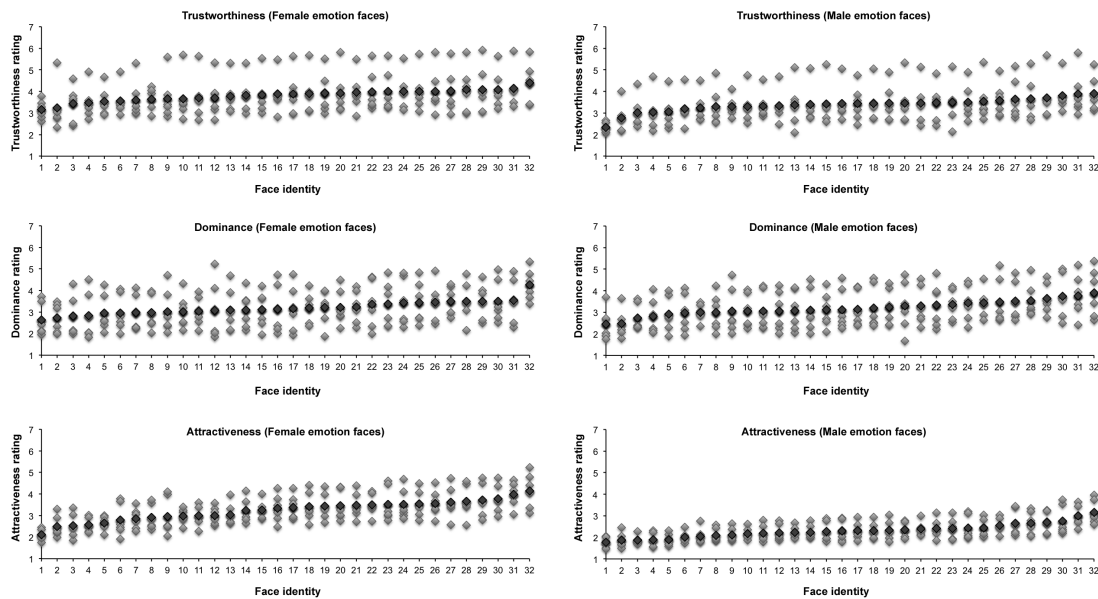 Trustworthiness (Female emotion faces)
Trustworthiness rating
7
6
5
4
3
2
1
1 2 3 4 5 6 7 8 9 10 11 12 13 14 15 16 17 18 19 20 21 22 23 24 25 26 27 28 29 30 31 32
Face identity
Trustworthiness (Male emotion faces)
Trustworthiness rating
7
6
5
4
3
2
1
1 2 3 4 5 6 7 8 9 10 11 12 13 14 15 16 17 18 19 20 21 22 23 24 25 26 27 28 29 30 31 32
Face identity
Dominance (Female emotion faces)
Dominance rating
7
6
5
4
3
2
1
1 2 3 4 5 6 7 8 9 10 11 12 13 14 15 16 17 18 19 20 21 22 23 24 25 26 27 28 29 30 31 32
Face identity
Dominance (Male emotion faces)
Dominance rating
7
6
5
4
3
2
1
1 2 3 4 5 6 7 8 9 10 11 12 13 14 15 16 17 18 19 20 21 22 23 24 25 26 27 28 29 30 31 32
Face identity
Attractiveness (Female emotion faces)
Attractiveness rating
7
6
5
4
3
2
1
1 2 3 4 5 6 7 8 9 10 11 12 13 14 15 16 17 18 19 20 21 22 23 24 25 26 27 28 29 30 31 32
Face identity
Attractiveness (Male emotion faces)
Attractiveness rating
7
6
5
4
3
2
1
1 2 3 4 5 6 7 8 9 10 11 12 13 14 15 16 17 18 19 20 21 22 23 24 25 26 27 28 29 30 31 32
Face identity